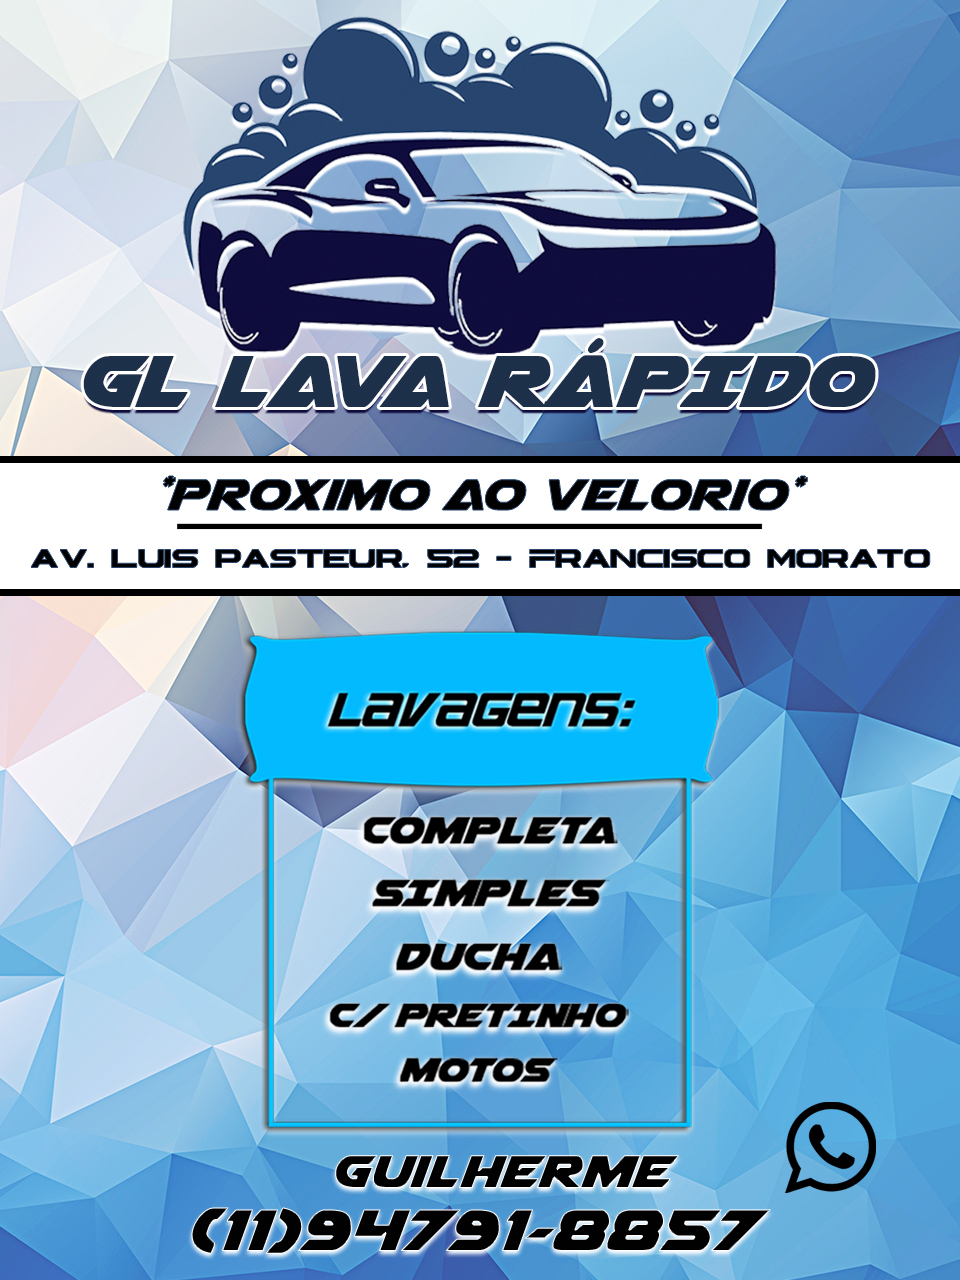 GL LAVA RÁPIDO
*PROXIMO AO VELORIO*
AV. LUIS PASTEUR, 52 - FRANCISCO MORATO
LAVAGENS:
COMPLETA
SIMPLES
DUCHA
C/ PRETINHO
MOTOS
GUILHERME
(11)94791-8857